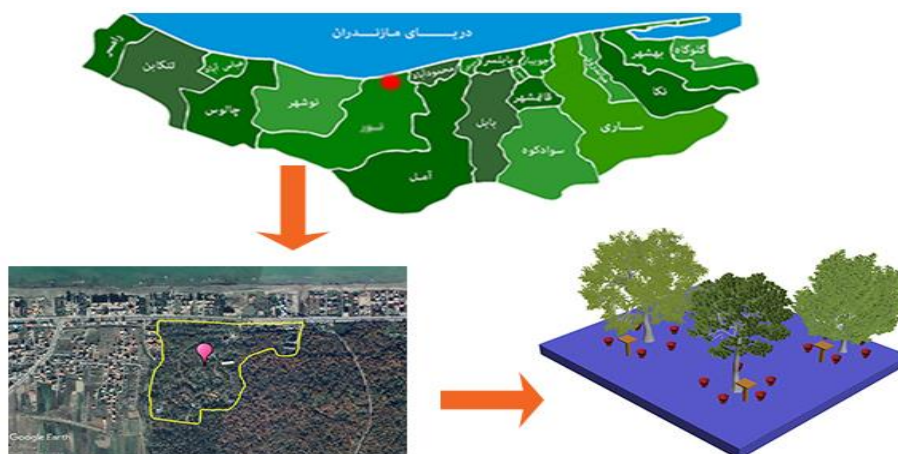 دریای مازندران
رامسر
تنکابن
عباس آباد
چالوس
نوشهر
نور
محمودآباد
آمل
بابلسر
بابل
جویبار
قائمشهر
سوادکوه
ساری
نکا
بهشهر
گلوگاه
Google Earth